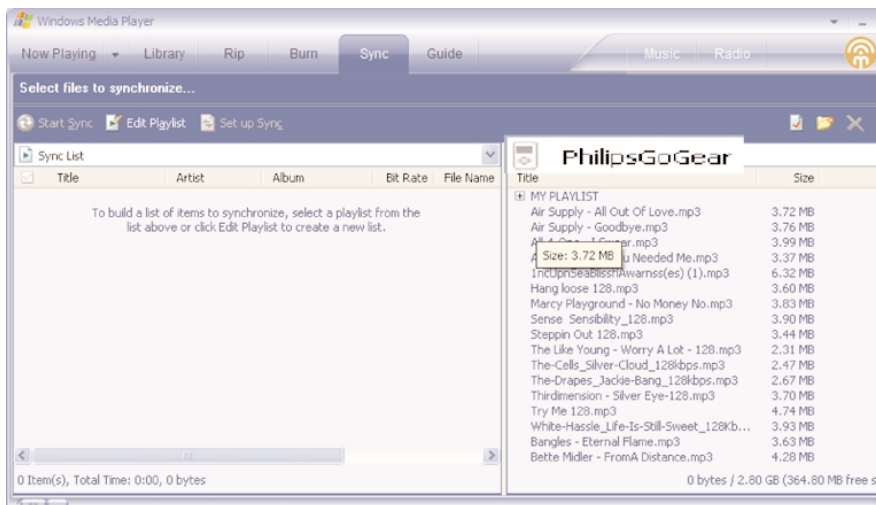 Windows Media Player
Now Playing Library Rip Burn Sync Guide Music Radio
Select files to synchronize...
Start Sync Edit Playlist Set up Sync
Sync List
Title Artist Album Bit Rate File Name
To build a list of items to synchronize, select a playlist from the
list above or click Edit Playlist to create a new list.
0 Item(s), Total Time: 0:00, 0 bytes
PhilipsGoGear
Title Size
MY PLAYLIST
Air Supply - All Out Of Love.mp3 3.72 MB
Air Supply - Goodbye.mp3 3.76 MB
All-4-One - I Swear.mp3 3.99 MB
Size: 3.72 MB
u Needed Me.mp3 3.37 MB
(1).mp3 6.32 MB
Hang loose 128.mp3 3.60 MB
Marcy Playground - No Money No.mp3 3.83 MB
Sense Sensibility_128.mp3 3.90 MB
Steppin Out 128.mp3 3.44 MB
The Like Young - Worry A Lot - 128.mp3 2.31 MB
The-Cells_Silver-Cloud_128kbps.mp3 2.47 MB
The-Drapes_Jackie-Bang_128kbps.mp3 2.67 MB
Thirdimension - Silver Eye-128.mp3 3.70 MB
Try Me 128.mp3 4.74 MB
White-Hassle_Life-Is-Still-Sweet_128Kb... 3.93 MB
Bangles - Eternal Flame.mp3 3.63 MB
Bette Midler - FromA Distance.mp3 4.28 MB
0 bytes / 2.80 GB (364.80 MB free s